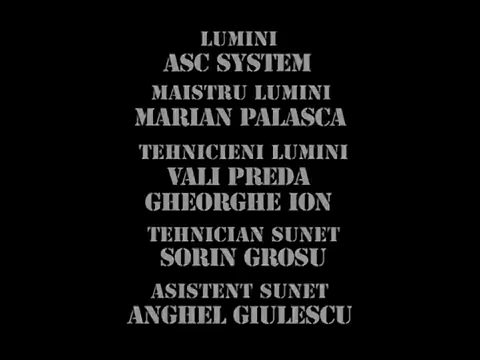 LUMINI
ASC SYSTEM
MAISTRU LUMINI
MARIAN PALASCA
TEHNICIENI LUMINI
VALI PREDA
GHEORGHE ION
TEHNICIAN SUNET
SORIN GROSU
ASISTENT SUNET
ANGHEL GIULESCU